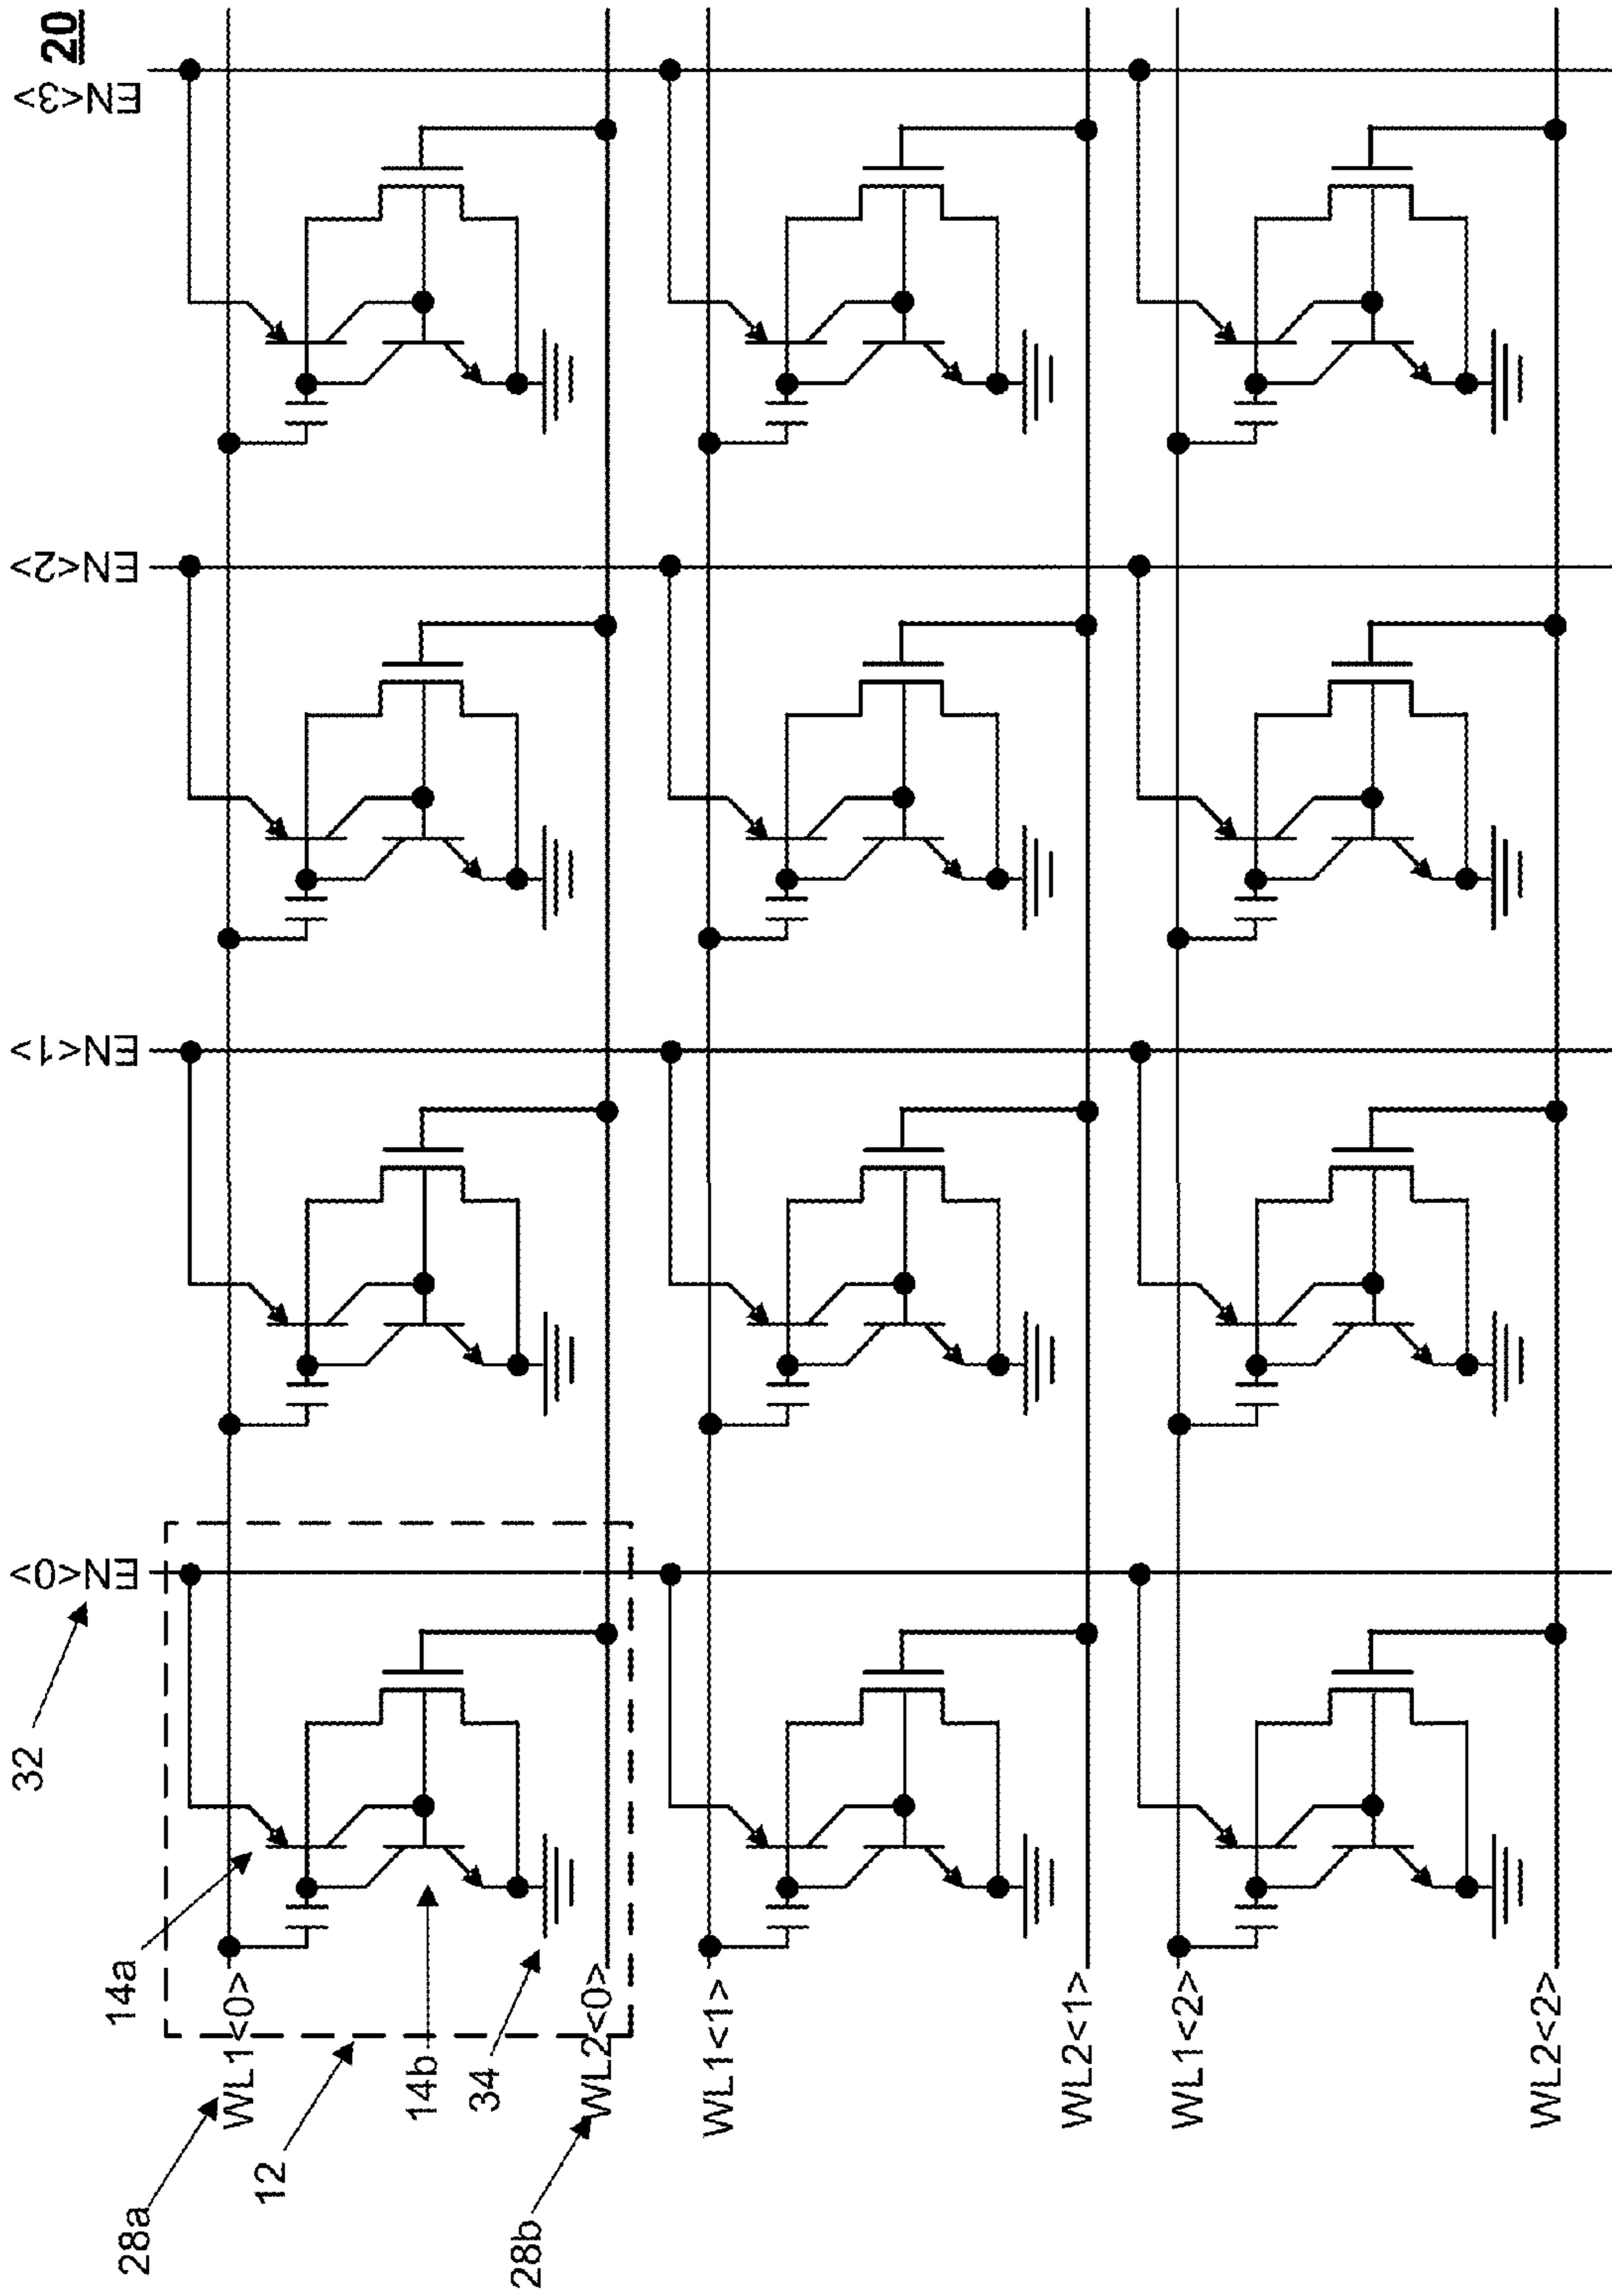 20
EN<0>
EN<1>
EN<2>
EN<3>
32
14a
WL1<0>
28a
12
14b
34
WL2<0>
28b
WL1<1>
WL2<1>
WL1<2>
WL2<2>